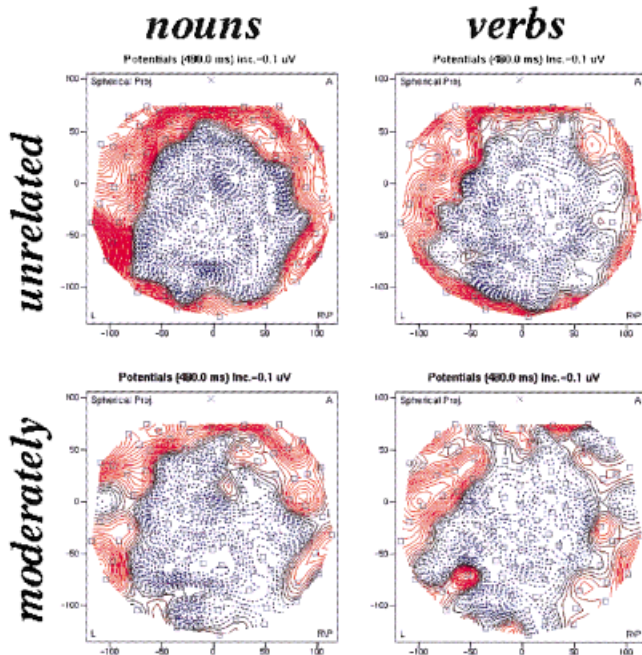 nouns verbs
Potentials (480.0 ms) inc.=0.1 uV Potentials (480.0 ms) Inc.=0.1 uV
Spherical Proj. A Spherical Proj. A
100 100
50 50
unrelated
0 0
-50 -50
-100 -100
L R/P L R/P
-100 -50 0 50 100 -100 -50 0 50 100
Potentials (480.0 ms) Inc.=0.1 uV Potentials (480.0 ms) Inc.=0.1 uV
Spherical Proj. A Spherical Proj. A
100 100
50 50
moderately
0 0
-50 -50
-100 -100
L R/P L R/P
-100 -50 0 50 100 -100 -50 0 50 100